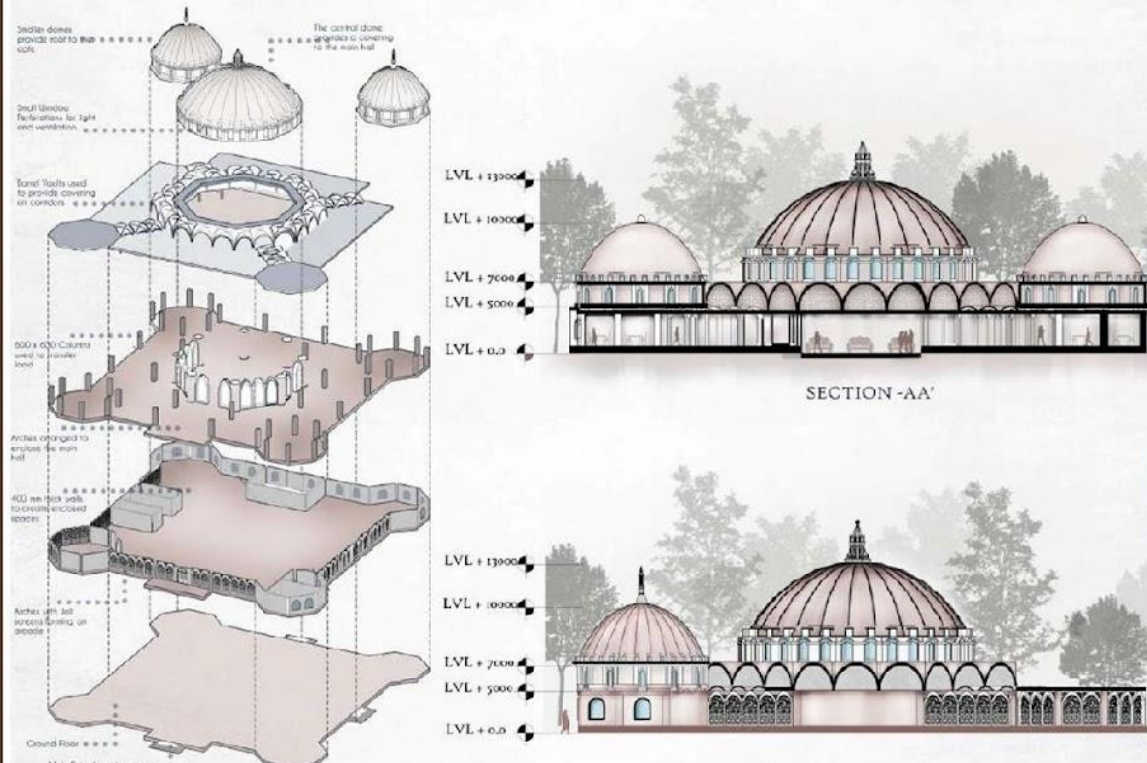 Smaller domes
provide roof to the
cafe
The central dome
provides a covering
to the main hall
Small Window
Perforations for light
and ventilation
Barrel Vaults used
to provide covering
on corridors
600 x 600 Columns
used to transfer
load
Arches arranged to
enclose the main
hall
400 mm thick walls
to create enclosed
spaces
Arches with Jali
screens forming an
arcade
Ground Floor
LVL + 13000
LVL + 10000
LVL + 7000
LVL + 5000
LVL + 0.0
SECTION -AA'
LVL + 13000
LVL + 10000
LVL + 7000
LVL + 5000
LVL + 0.0